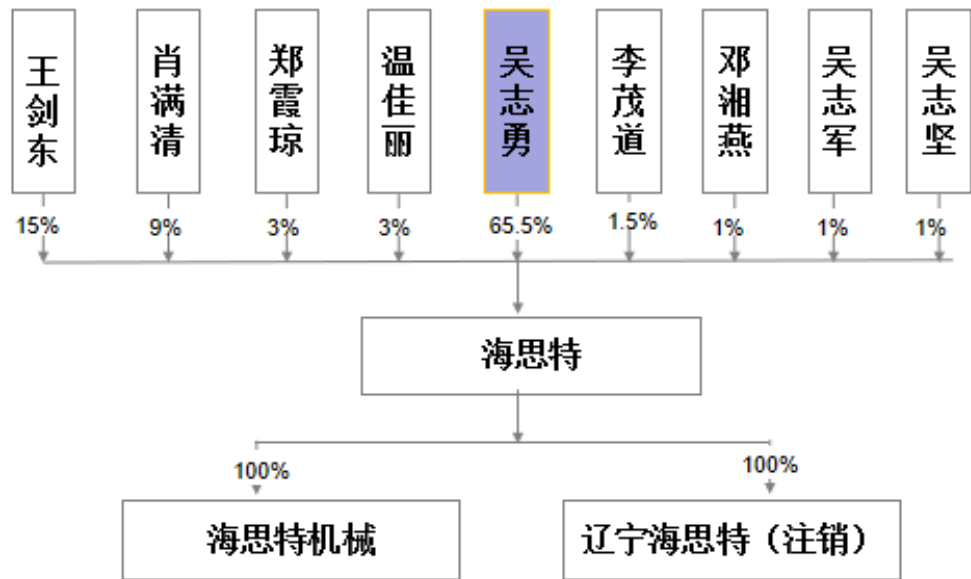 王剑东
肖满清
郑霞琼
温佳丽
吴志勇
李茂道
邓湘燕
吴志军
吴志坚
15%
9%
3%
3%
65.5%
1.5%
1%
1%
1%
海思特
100%
100%
海思特机械
辽宁海思特（注销）